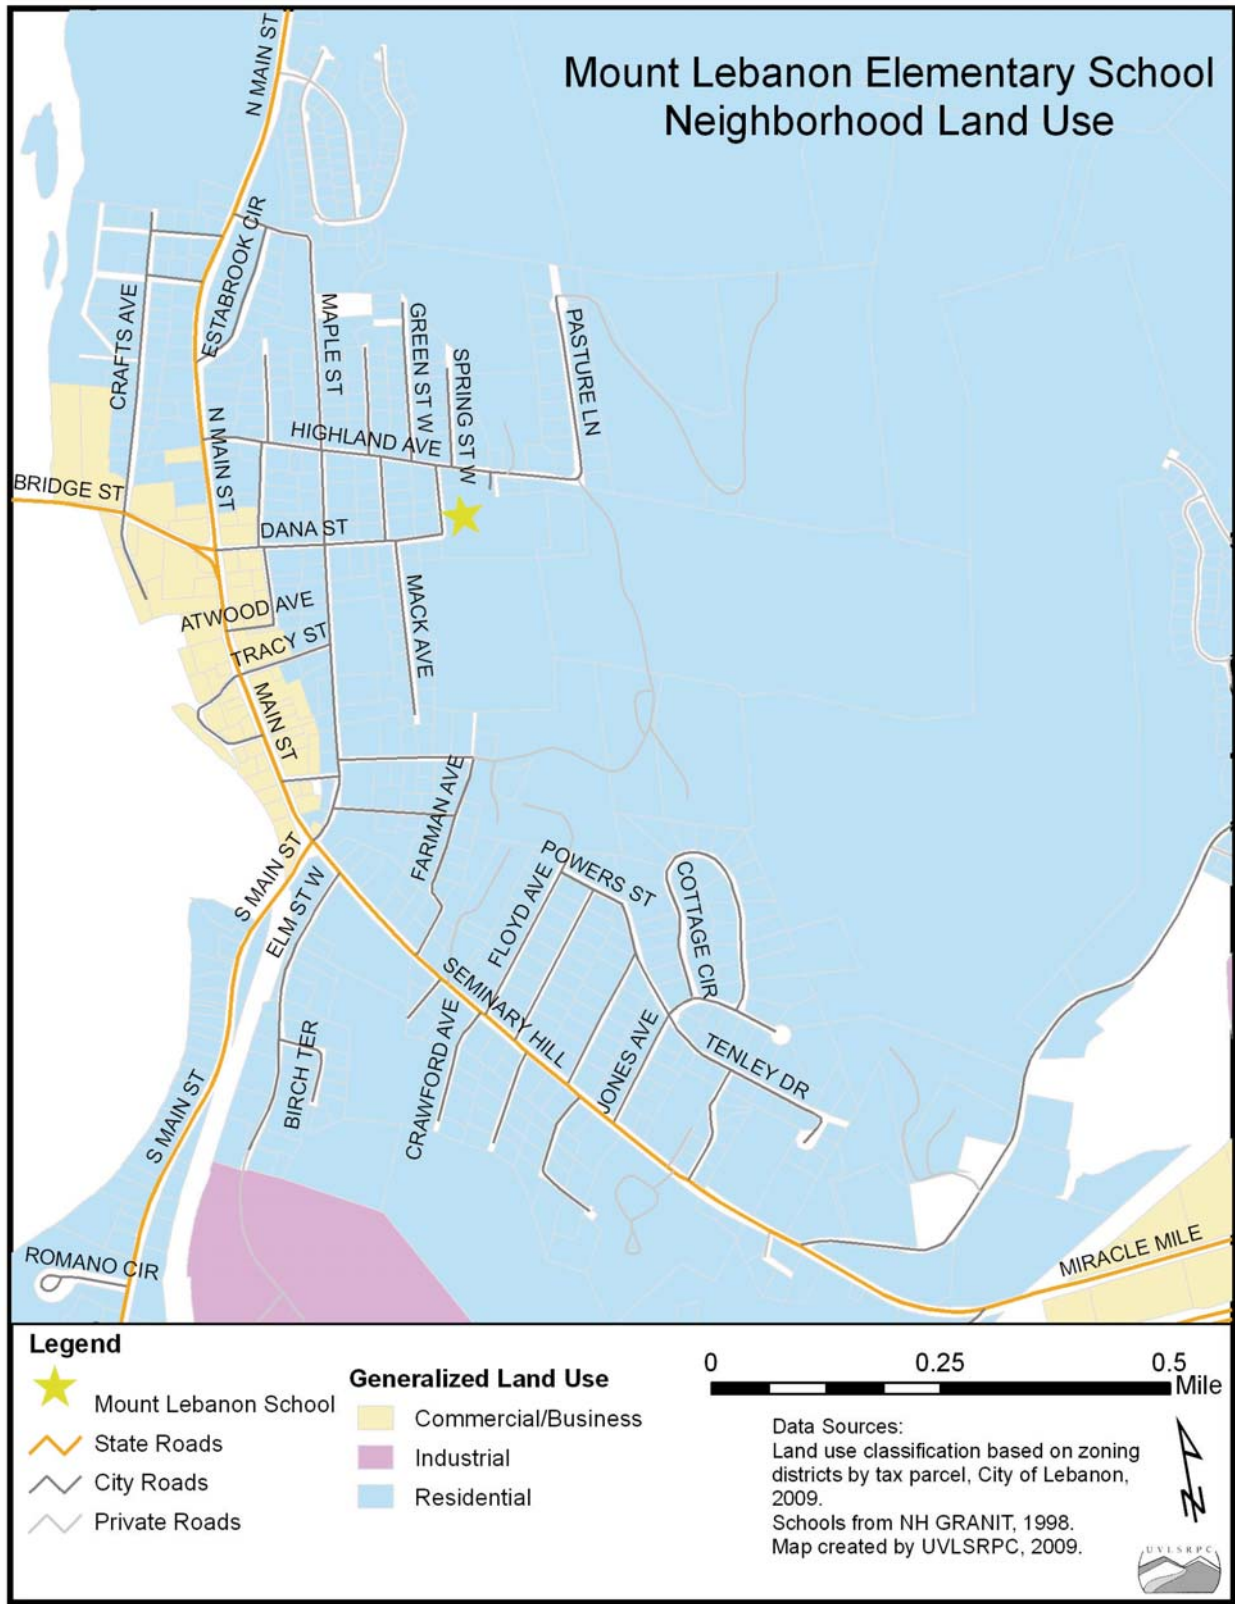 Mount Lebanon Elementary School
Neighborhood Land Use
N MAIN ST
ESTABROOK CIR
CRAFTS AVE
MAPLE ST
GREEN ST W
SPRING ST W
PASTURE LN
N MAIN ST
HIGHLAND AVE
BRIDGE ST
DANA ST
MACK AVE
ATWOOD AVE
TRACY ST
MAIN ST
FARMAN AVE
S MAIN ST
ELM ST W
FLOYD AVE
POWERS ST
COTTAGE CIR
SEMINARY HILL
CRAWFORD AVE
JONES AVE
TENLEY DR
BIRCH TER
S MAIN ST
ROMANO CIR
MIRACLE MILE
Legend
Mount Lebanon School
State Roads
City Roads
Private Roads
Generalized Land Use
Commercial/Business
Industrial
Residential
0 0.25 0.5
Mile
Data Sources:
Land use classification based on zoning
districts by tax parcel, City of Lebanon,
2009.
Schools from NH GRANIT, 1998.
Map created by UVLSRPC, 2009.
N
UVLSRPC